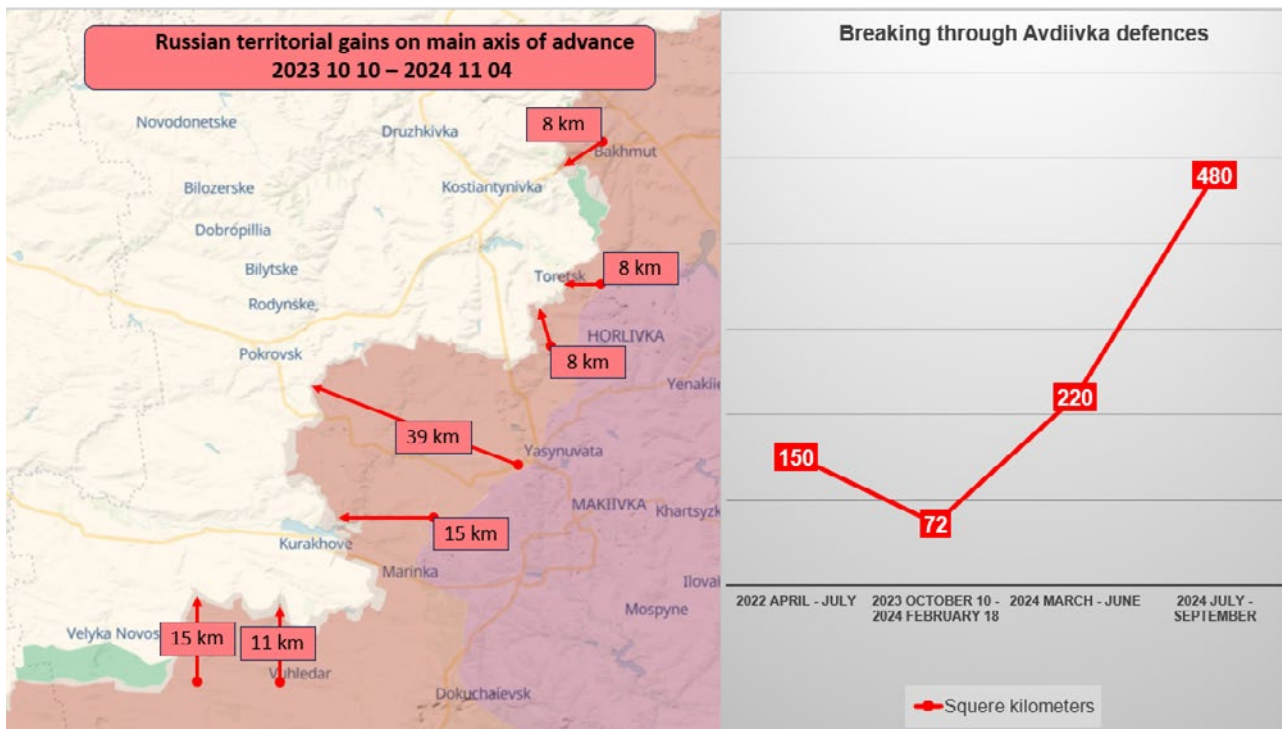 Russian territorial gains on main axis of advance
2023 10 10 – 2024 11 04
Novodonetske
Druzhkivka
8 km
Bakhmut
Bilozerske
Kostiantynivka
Dobropillia
Bilytske
Toretsk
8 km
Rodynske,
HORLIVKA
Pokrovsk
8 km
Yenakiie
39 km
Yasynuvata
MAKIIVKA
Khartsyzk
15 km
Kurakhove
Marinka
Ilovai
Mospyne
Velyka Novos
15 km
11 km
Vuhledar
Dokuchaievsk
Breaking through Avdiivka defences
480
220
150
72
2022 APRIL - JULY
2023 OCTOBER 10 -
2024 FEBRUARY 18
2024 MARCH - JUNE
2024 JULY -
SEPTEMBER
Squere kilometers